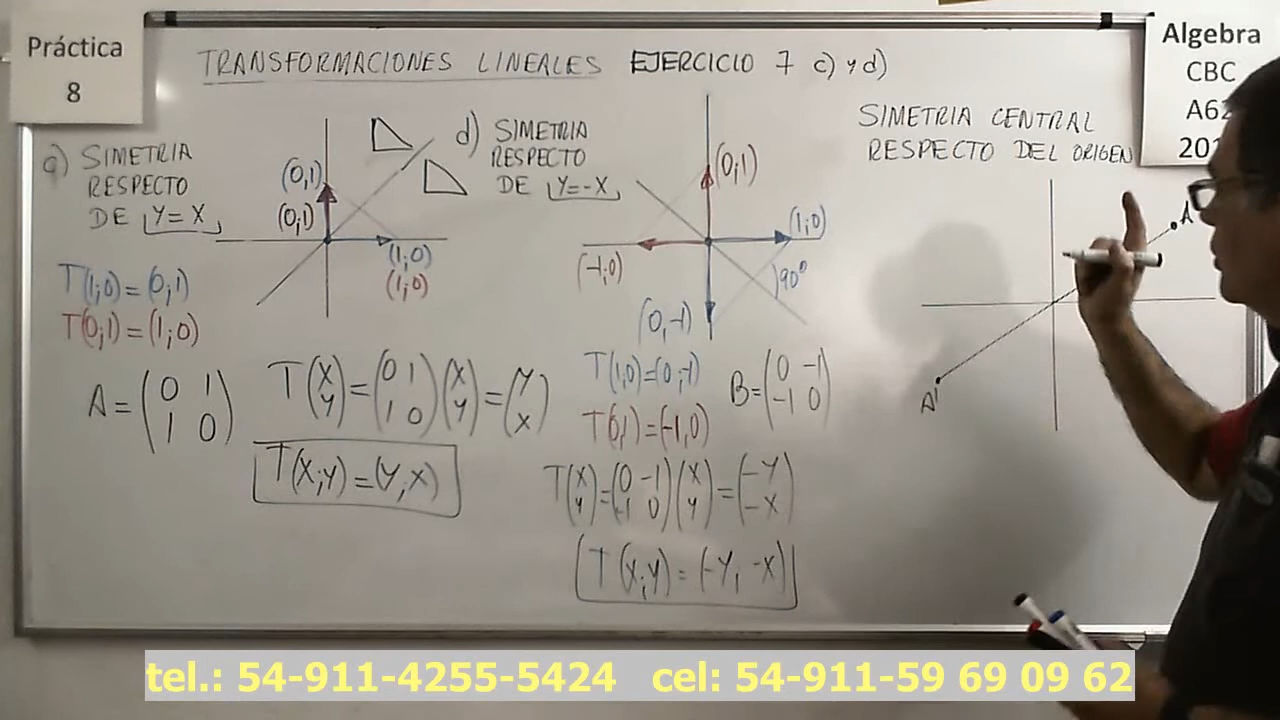 Práctica
8
TRANSFORMACIONES LINEALES EJERCICIO 7 c) y d)
Algebra
CBC
A62
201
SIMETRIA
RESPECTO
DE Y=X
(0,1)
(0;1)
(1;0)
(1;0)
T(1;0)=(0;1)
T(0;1)=(1;0)
A=(0 1
1 0)
T(X
Y)=(0 1
1 0)(X
Y)=(Y
X)
T(X;Y)=(Y;X)
d) SIMETRIA
RESPECTO
DE Y=-X
(0;1)
(1;0)
(-1;0)
90°
(0,-1)
T(1;0)=(0;-1)
T(0;1)=(-1,0)
B=(0 -1
-1 0)
T(X
Y)=(0 -1
-1 0)(X
Y)=(-Y
-X)
T(X;Y)=(-Y, -X)
SIMETRIA CENTRAL
RESPECTO DEL ORIGEN
A
A'
tel.: 54-911-4255-5424 cel: 54-911-59 69 09 62